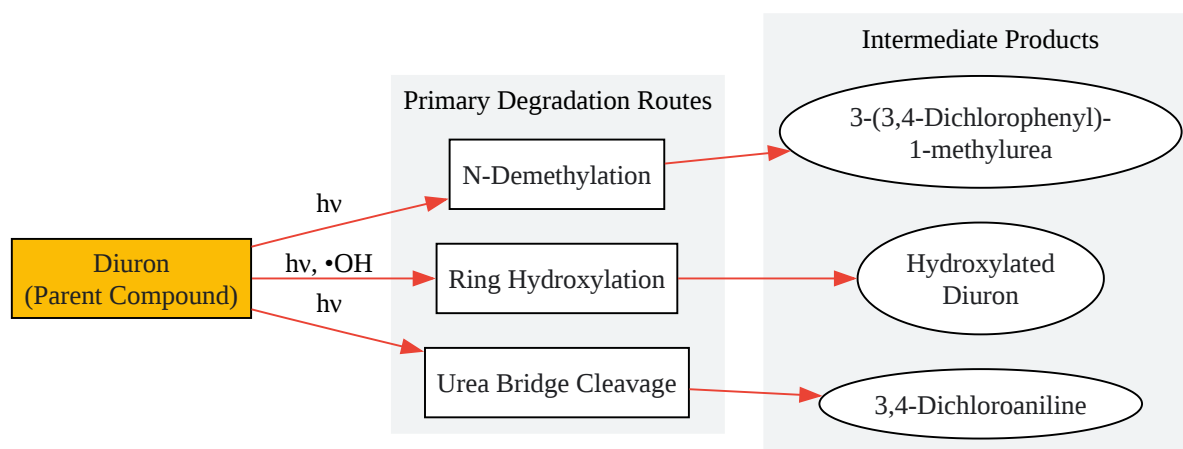 Intermediate Products
Primary Degradation Routes
3-(3,4-Dichlorophenyl)-
1-methylurea
N-Demethylation
hν
Diuron
(Parent Compound)
hν, •OH
Ring Hydroxylation
Hydroxylated
Diuron
hν
Urea Bridge Cleavage
3,4-Dichloroaniline